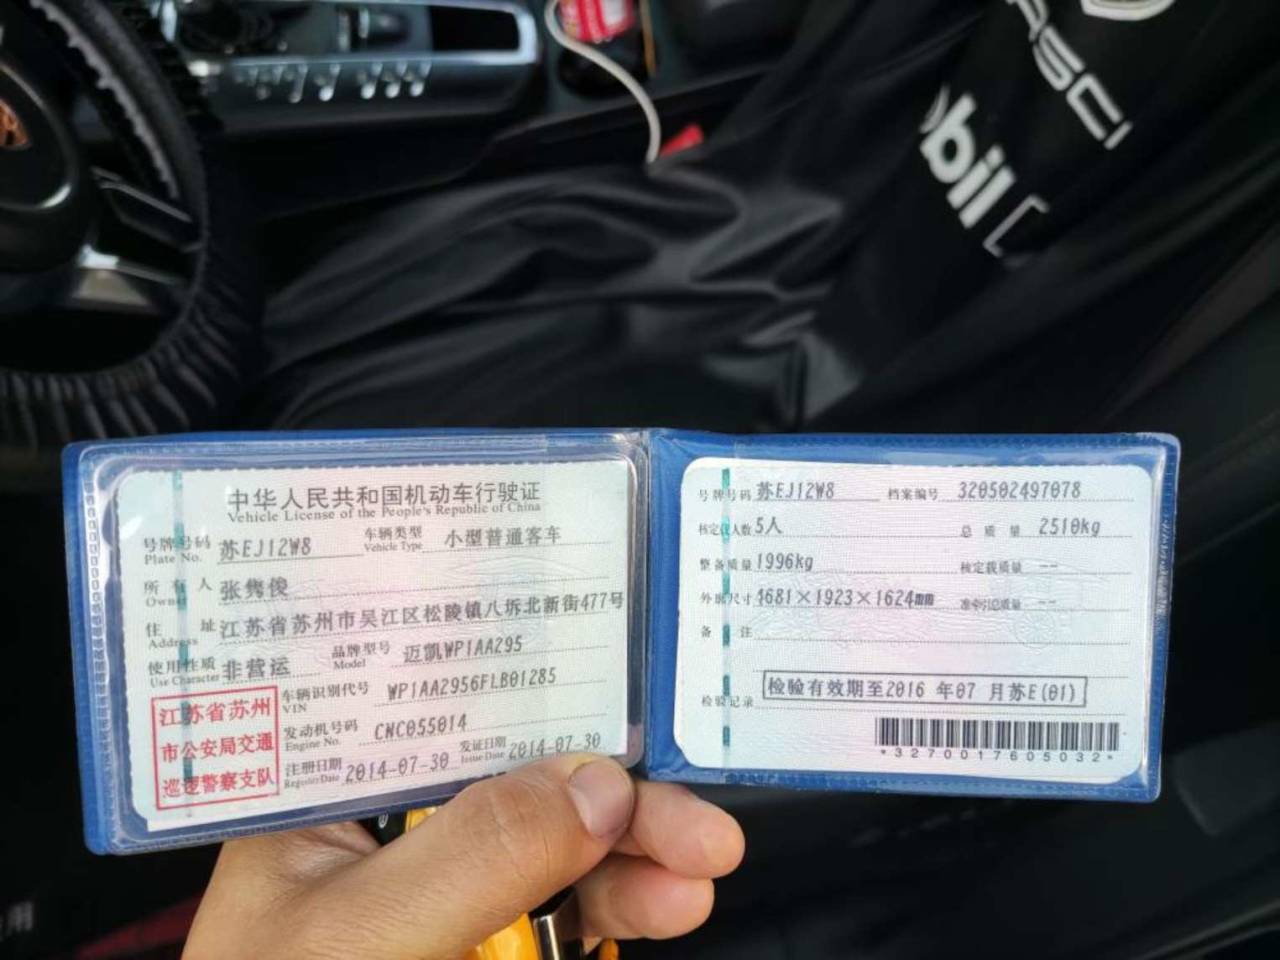 ASCI
bil
中华人民共和国机动车行驶证
Vehicle License of the People's Republic of China
号牌号码 苏EJ12W8 车辆类型 小型普通客车
Plate No. Vehicle Type
所有人 张隽俊
Owner
住址 江苏省苏州市吴江区松陵镇八坼北新街477号
Address
使用性质 非营运 品牌型号 迈凯WP1AA295
Use Character Model
江苏省苏州
市公安局交通
巡逻警察支队
车辆识别代号 WP1AA2956FLB01285
VIN
发动机号码 CNC055014
Engine No.
注册日期 2014-07-30 发证日期 2014-07-30
Register Date Issue Date
号牌号码 苏EJ12W8 档案编号 320502497078
核定载人数 5人 总质量 2510kg
整备质量 1996kg 核定载质量 --
外廓尺寸 4681×1923×1624mm 准牵引总质量 --
备注
检验记录 检验有效期至2016年07月苏E(01)
*3270017605032*
用